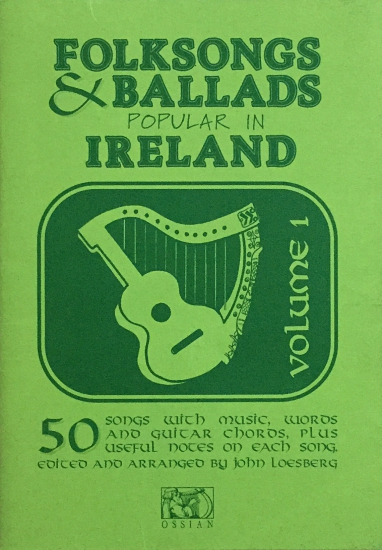 FOLKSONGS
& BALLADS
POPULAR IN
IRELAND
VOLUME 1
50 SONGS WITH MUSIC, WORDS
AND GUITAR CHORDS, PLUS
USEFUL NOTES ON EACH SONG.
EDITED AND ARRANGED BY JOHN LOESBERG
OSSIAN